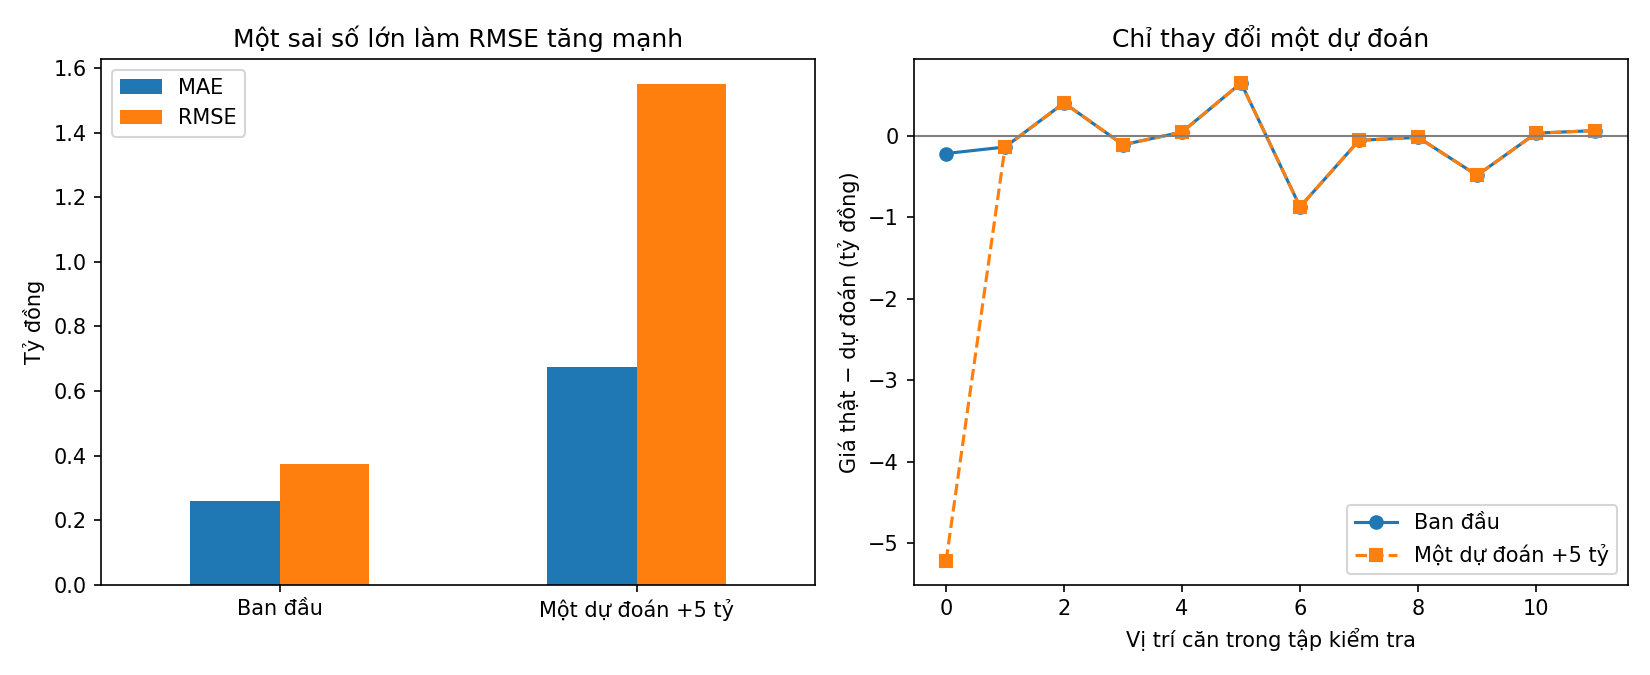 Một sai số lớn làm RMSE tăng mạnh
MAE
RMSE
Tỷ đồng
1.6
1.4
1.2
1.0
0.8
0.6
0.4
0.2
0.0
Ban đầu
Một dự đoán +5 tỷ
Chỉ thay đổi một dự đoán
Giá thật − dự đoán (tỷ đồng)
0
−1
−2
−3
−4
−5
Ban đầu
Một dự đoán +5 tỷ
0
2
4
6
8
10
Vị trí căn trong tập kiểm tra